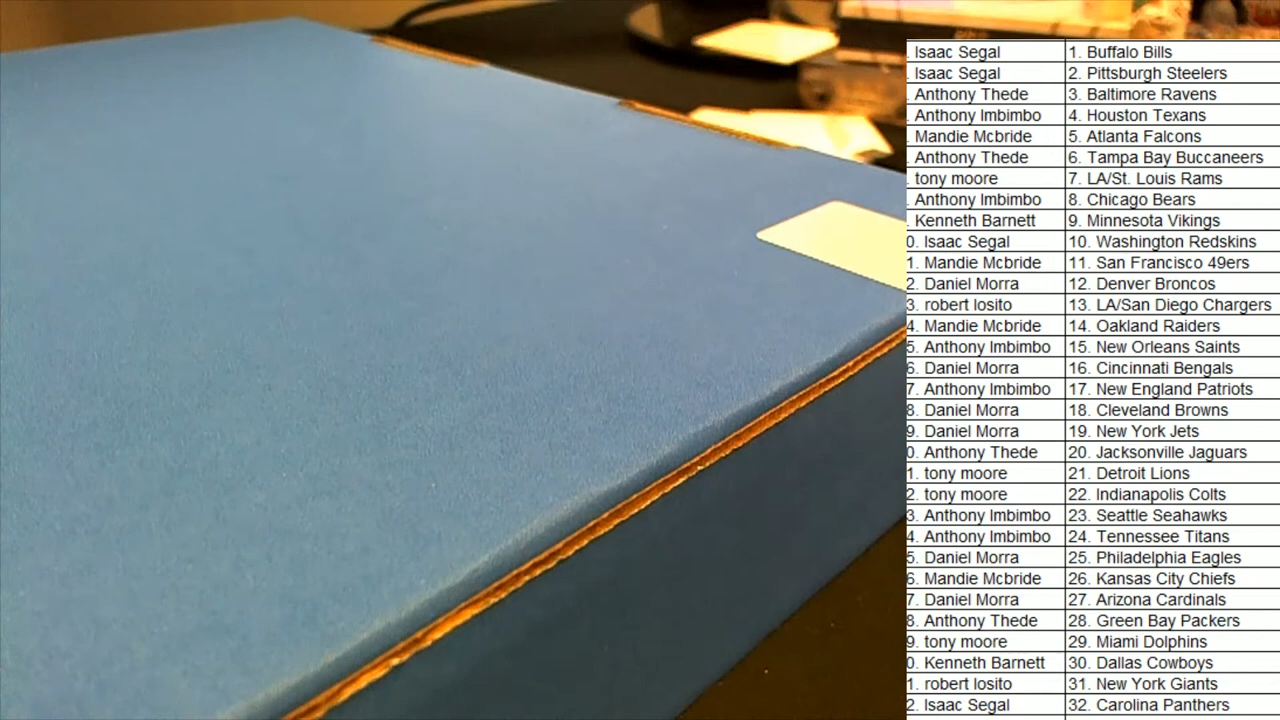 . Isaac Segal 1. Buffalo Bills
. Isaac Segal 2. Pittsburgh Steelers
. Anthony Thede 3. Baltimore Ravens
. Anthony Imbimbo 4. Houston Texans
. Mandie Mcbride 5. Atlanta Falcons
. Anthony Thede 6. Tampa Bay Buccaneers
. tony moore 7. LA/St. Louis Rams
. Anthony Imbimbo 8. Chicago Bears
. Kenneth Barnett 9. Minnesota Vikings
0. Isaac Segal 10. Washington Redskins
1. Mandie Mcbride 11. San Francisco 49ers
2. Daniel Morra 12. Denver Broncos
3. robert losito 13. LA/San Diego Chargers
4. Mandie Mcbride 14. Oakland Raiders
5. Anthony Imbimbo 15. New Orleans Saints
6. Daniel Morra 16. Cincinnati Bengals
7. Anthony Imbimbo 17. New England Patriots
8. Daniel Morra 18. Cleveland Browns
9. Daniel Morra 19. New York Jets
0. Anthony Thede 20. Jacksonville Jaguars
1. tony moore 21. Detroit Lions
2. tony moore 22. Indianapolis Colts
3. Anthony Imbimbo 23. Seattle Seahawks
4. Anthony Imbimbo 24. Tennessee Titans
5. Daniel Morra 25. Philadelphia Eagles
6. Mandie Mcbride 26. Kansas City Chiefs
7. Daniel Morra 27. Arizona Cardinals
8. Anthony Thede 28. Green Bay Packers
9. tony moore 29. Miami Dolphins
0. Kenneth Barnett 30. Dallas Cowboys
1. robert losito 31. New York Giants
2. Isaac Segal 32. Carolina Panthers